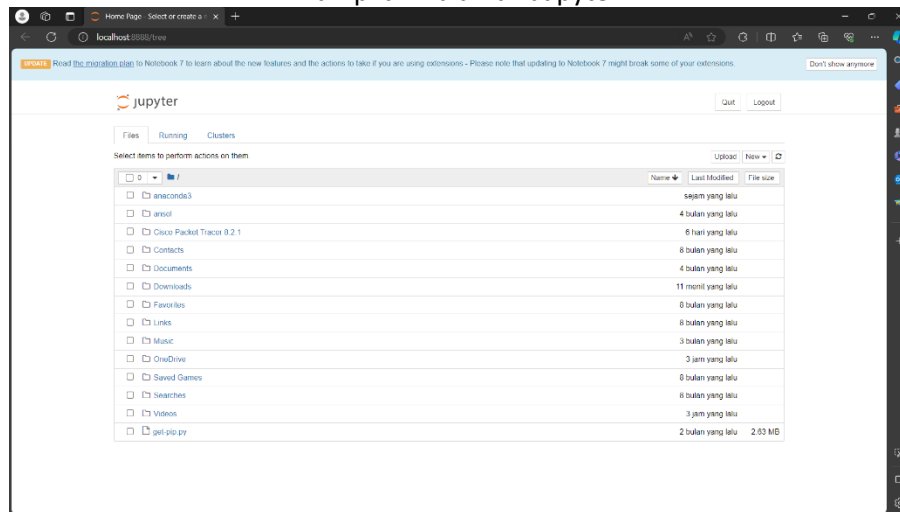 Home Page - Select or create a n
localhost:8888/tree
UPDATE Read the migration plan to Notebook 7 to learn about the new features and the actions to take if you are using extensions - Please note that updating to Notebook 7 might break some of your extensions.
Don't show anymore
jupyter
Quit Logout
Files Running Clusters
Select items to perform actions on them.
Upload New
0 / Name Last Modified File size
anaconda3 sejam yang lalu
ansel 4 bulan yang lalu
Cisco Packet Tracer 8.2.1 6 hari yang lalu
Contacts 8 bulan yang lalu
Documents 4 bulan yang lalu
Downloads 11 menit yang lalu
Favorites 8 bulan yang lalu
Links 8 bulan yang lalu
Music 3 bulan yang lalu
OneDrive 3 jam yang lalu
Saved Games 8 bulan yang lalu
Searches 8 bulan yang lalu
Videos 3 jam yang lalu
get-pip.py 2 bulan yang lalu 2.63 MB